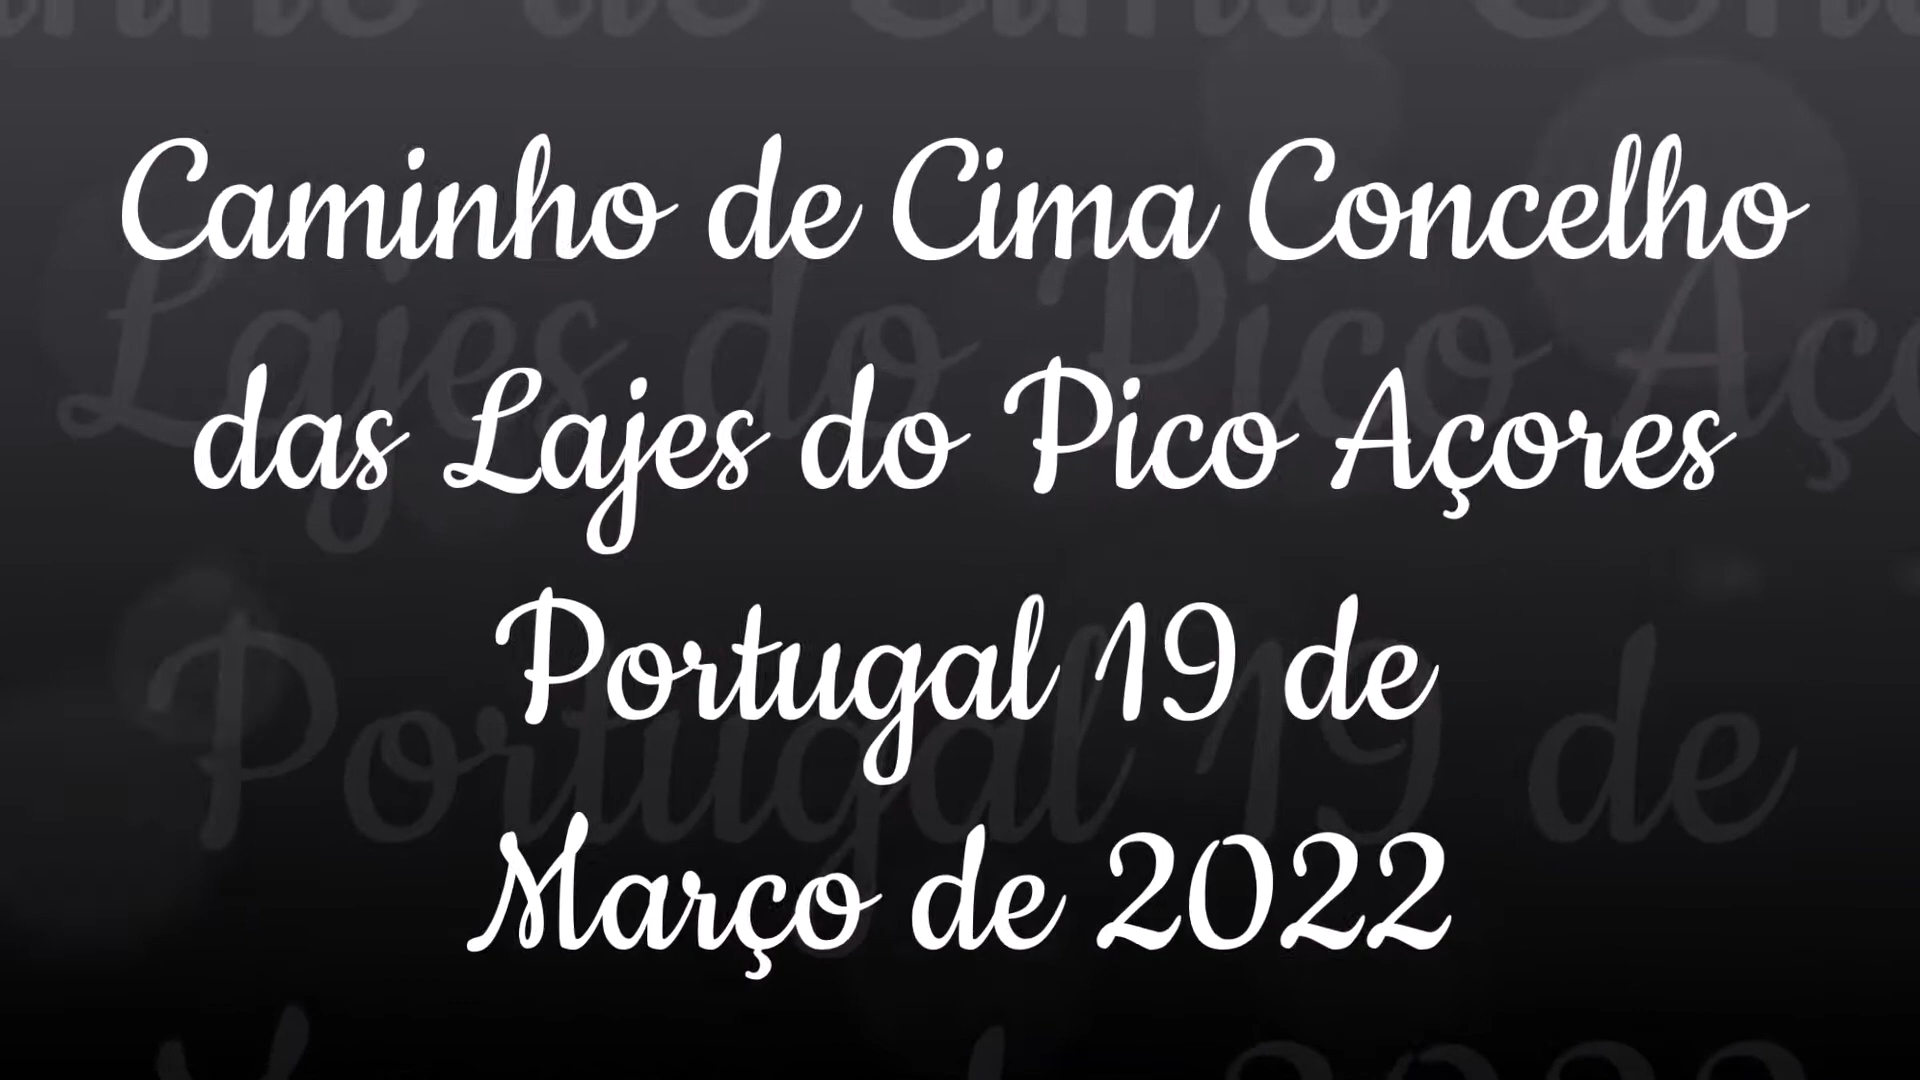 Caminho de Cima Concelho
das Lajes do Pico Açores
Portugal 19 de
Março de 2022